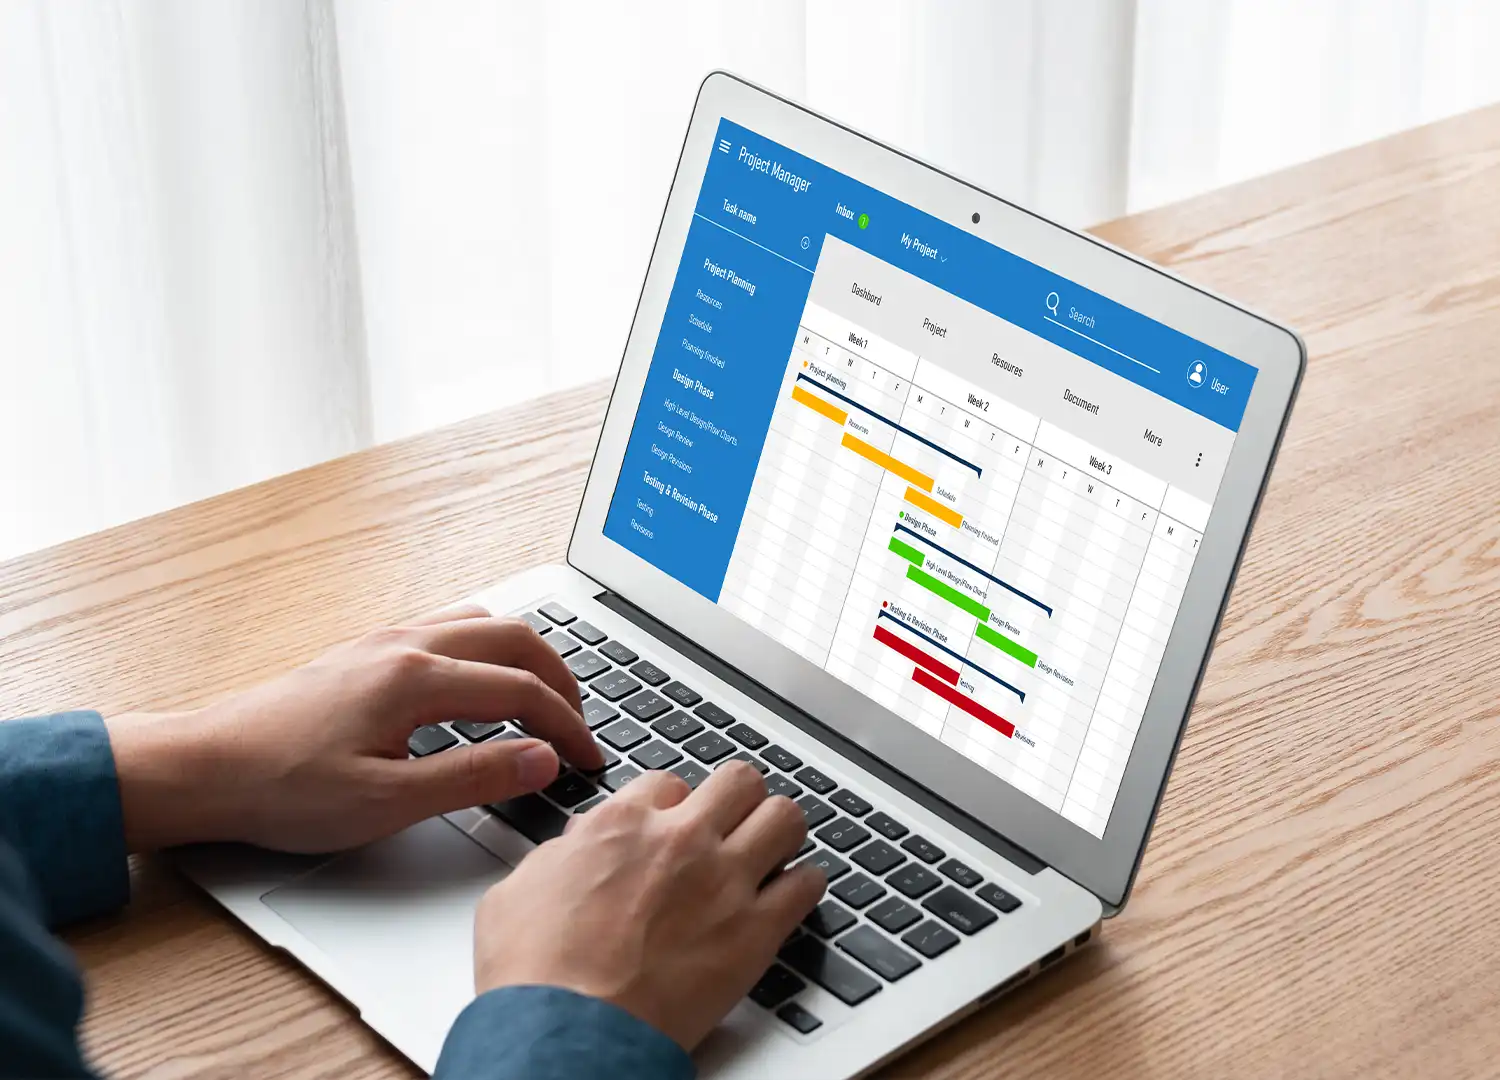 Project Manager
Inbox 1
My Project
Search
User
Task name
Project Planning
Resources
Schedule
Planning finished
Design Phase
High Level Design/Flow Charts
Design Review
Design Revisions
Testing & Revision Phase
Testing
Revisions
Dashbord
Project
Resoures
Document
More
Week 1
Week 2
Week 3
M T W T F
M T W T F
M T W T F
M T
Project planning
Resources
Schedule
Planning finished
Design Phase
High Level Design/Flow Charts
Design Review
Design Revisions
Testing & Revision Phase
Testing
Revisions
delete